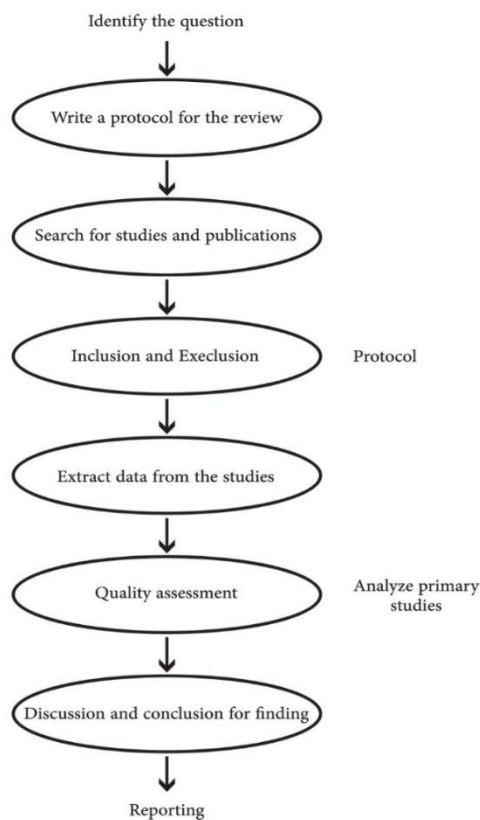 Identify the question
Write a protocol for the review
Search for studies and publications
Inclusion and Execlusion
Protocol
Extract data from the studies
Quality assessment
Analyze primary
studies
Discussion and conclusion for finding
Reporting